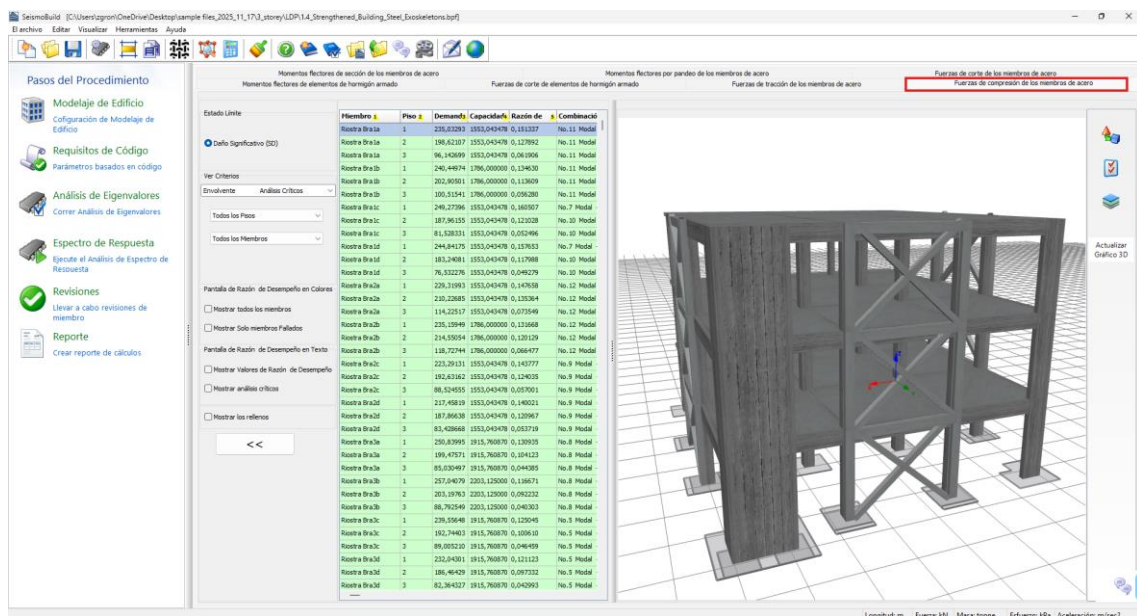 SeismoBuild [C:\Users\zgron\OneDrive\Desktop\sample files_2025_11_17\3_storey\LDP\1.4_Strengthened_Building_Steel_Exoskeletons.bpf]
El archivo Editar Visualizar Herramientas Ayuda
Pasos del Procedimiento
Modelaje de Edificio
Cofiguración de Modelaje de
Edificio
Requisitos de Código
Parámetros basados en código
Análisis de Eigenvalores
Correr Análisis de Eigenvalores
Espectro de Respuesta
Ejecute el Análisis de Espectro de
Respuesta
Revisiones
Llevar a cabo revisiones de
miembro
Reporte
Crear reporte de cálculos
Momentos flectores de sección de los miembros de acero Momentos flectores por pandeo de los miembros de acero Fuerzas de corte de los miembros de acero
Momentos flectores de elementos de hormigón armado Fuerzas de corte de elementos de hormigón armado Fuerzas de tracción de los miembros de acero Fuerzas de compresión de los miembros de acero
Estado Límite
Daño Significativo (SD)
Ver Criterios
Envolvente Análisis Críticos
Todos los Pisos
Todos los Miembros
Pantalla de Razón de Desempeño en Colores
Mostrar todos los miembros
Mostrar Solo miembros Fallados
Pantalla de Razón de Desempeño en Texto
Mostrar Valores de Razón de Desempeño
Mostrar análisis críticos
Mostrar los rellenos
<<
Miembro 1 Piso 2 Demanda 3 Capacidad 4 Razón de 5 Combinació
Riostra Bra1a 1 235,03293 1553,043478 0,151337 No.11 Modal
Riostra Bra1a 2 198,62107 1553,043478 0,127892 No.11 Modal
Riostra Bra1a 3 96,142699 1553,043478 0,061906 No.11 Modal
Riostra Bra1b 1 240,44974 1786,000000 0,134630 No.11 Modal
Riostra Bra1b 2 202,90501 1786,000000 0,113609 No.11 Modal
Riostra Bra1b 3 100,51541 1786,000000 0,056280 No.11 Modal
Riostra Bra1c 1 249,27396 1553,043478 0,160507 No.7 Modal -
Riostra Bra1c 2 187,96155 1553,043478 0,121028 No.10 Modal
Riostra Bra1c 3 81,528331 1553,043478 0,052496 No.10 Modal
Riostra Bra1d 1 244,84175 1553,043478 0,157653 No.7 Modal -
Riostra Bra1d 2 183,24081 1553,043478 0,117988 No.10 Modal
Riostra Bra1d 3 76,532276 1553,043478 0,049279 No.10 Modal
Riostra Bra2a 1 229,31993 1553,043478 0,147658 No.12 Modal
Riostra Bra2a 2 210,22685 1553,043478 0,135364 No.12 Modal
Riostra Bra2a 3 114,22517 1553,043478 0,073549 No.12 Modal
Riostra Bra2b 1 235,15949 1786,000000 0,131668 No.12 Modal
Riostra Bra2b 2 214,55054 1786,000000 0,120129 No.12 Modal
Riostra Bra2b 3 118,72744 1786,000000 0,066477 No.12 Modal
Riostra Bra2c 1 223,29131 1553,043478 0,143777 No.9 Modal -
Riostra Bra2c 2 192,63162 1553,043478 0,124035 No.9 Modal -
Riostra Bra2c 3 88,524555 1553,043478 0,057001 No.9 Modal -
Riostra Bra2d 1 217,45819 1553,043478 0,140021 No.9 Modal -
Riostra Bra2d 2 187,86638 1553,043478 0,120967 No.9 Modal -
Riostra Bra2d 3 83,428668 1553,043478 0,053719 No.9 Modal -
Riostra Bra3a 1 250,83995 1915,760870 0,130935 No.8 Modal -
Riostra Bra3a 2 199,47571 1915,760870 0,104123 No.8 Modal -
Riostra Bra3a 3 85,030497 1915,760870 0,044385 No.8 Modal -
Riostra Bra3b 1 257,04079 2203,125000 0,116671 No.8 Modal -
Riostra Bra3b 2 203,19763 2203,125000 0,092232 No.8 Modal -
Riostra Bra3b 3 88,792549 2203,125000 0,040303 No.8 Modal -
Riostra Bra3c 1 239,55648 1915,760870 0,125045 No.5 Modal -
Riostra Bra3c 2 192,74403 1915,760870 0,100610 No.5 Modal -
Riostra Bra3c 3 89,005210 1915,760870 0,046459 No.5 Modal -
Riostra Bra3d 1 232,04301 1915,760870 0,121123 No.5 Modal -
Riostra Bra3d 2 186,46429 1915,760870 0,097332 No.5 Modal -
Riostra Bra3d 3 82,364327 1915,760870 0,042993 No.5 Modal -
Actualizar
Gráfico 3D
Longitud: m Fuerza: kN Masa: tonne Esfuerzo: kPa Aceleración: m/sec2